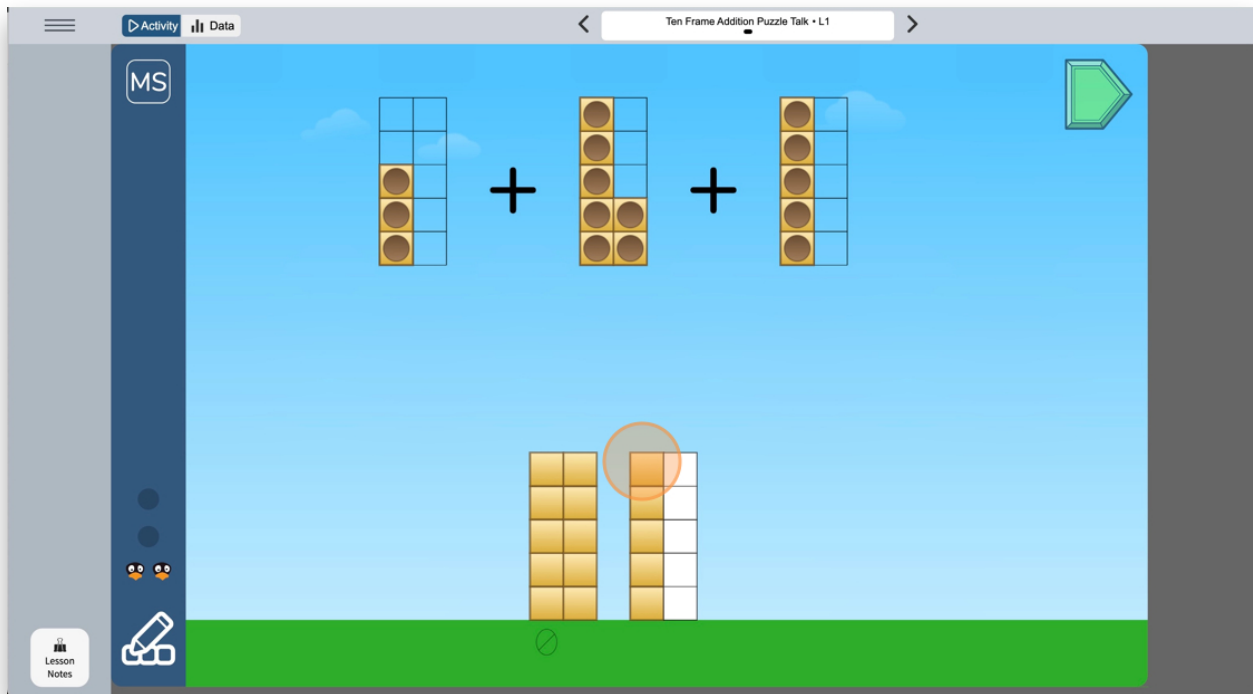 Activity
Data
Ten Frame Addition Puzzle Talk • L1
MS
+
+
Lesson
Notes